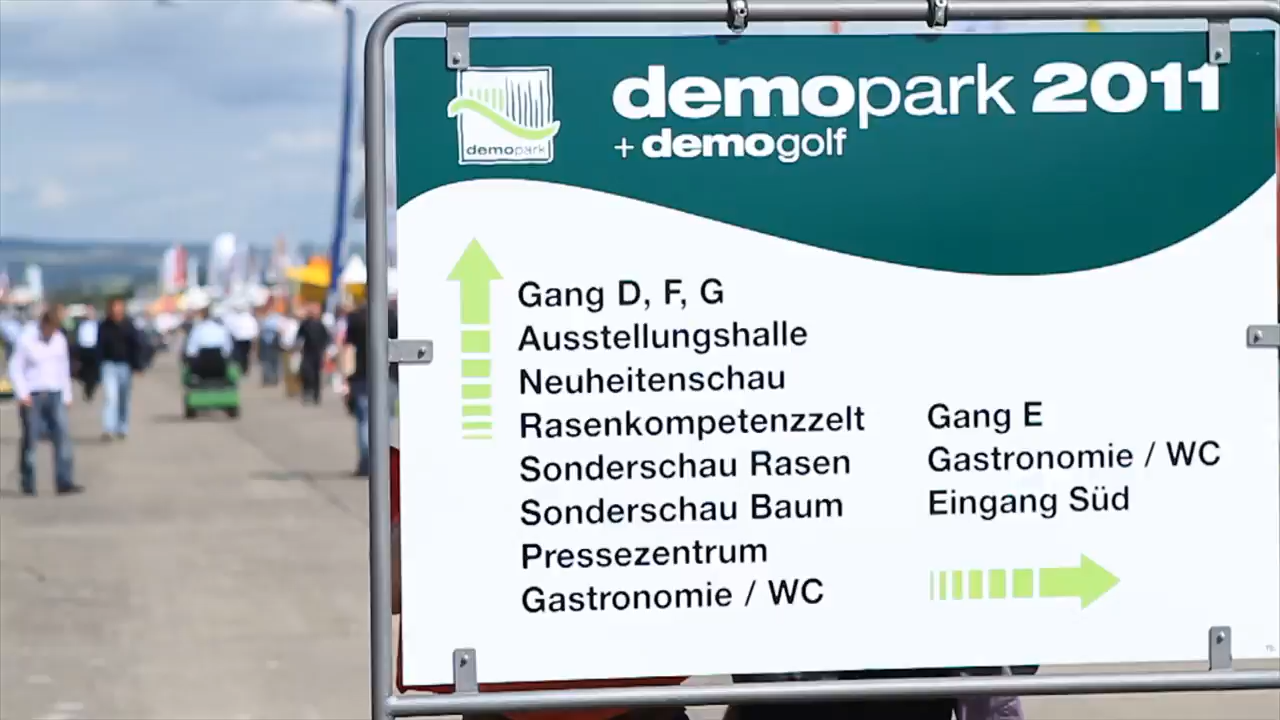 demopark 2011
+ demogolf
demopark
Gang D, F, G
Ausstellungshalle
Neuheitenschau
Rasenkompetenzzelt
Sonderschau Rasen
Sonderschau Baum
Pressezentrum
Gastronomie / WC
Gang E
Gastronomie / WC
Eingang Süd